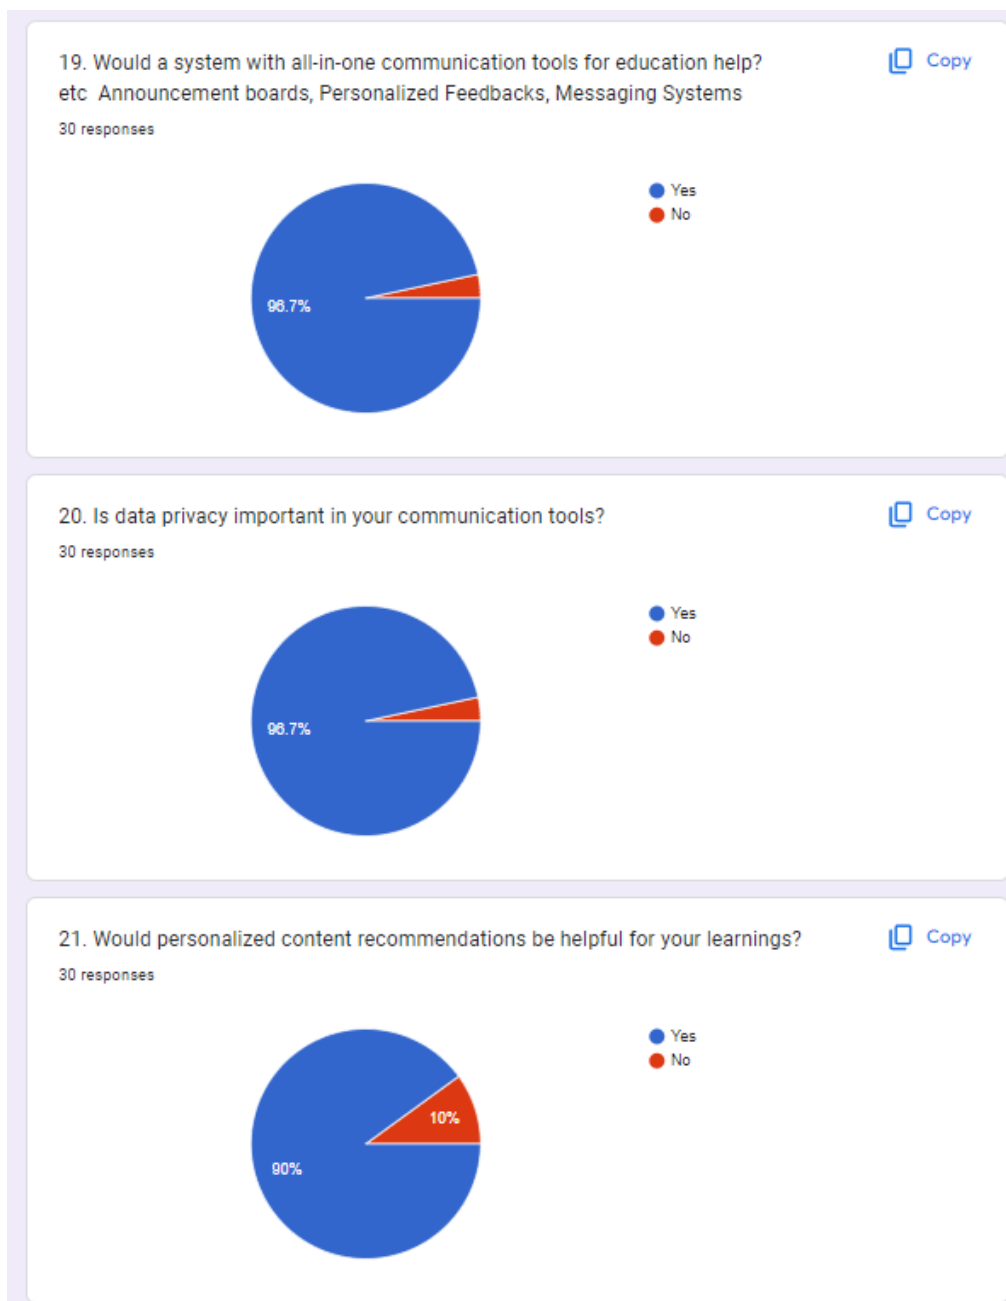 19. Would a system with all-in-one communication tools for education help?
Copy
etc Announcement boards, Personalized Feedbacks, Messaging Systems
30 responses
Yes
No
96.7%
20. Is data privacy important in your communication tools?
Copy
30 responses
Yes
No
96.7%
21. Would personalized content recommendations be helpful for your learnings?
Copy
30 responses
Yes
No
10%
90%